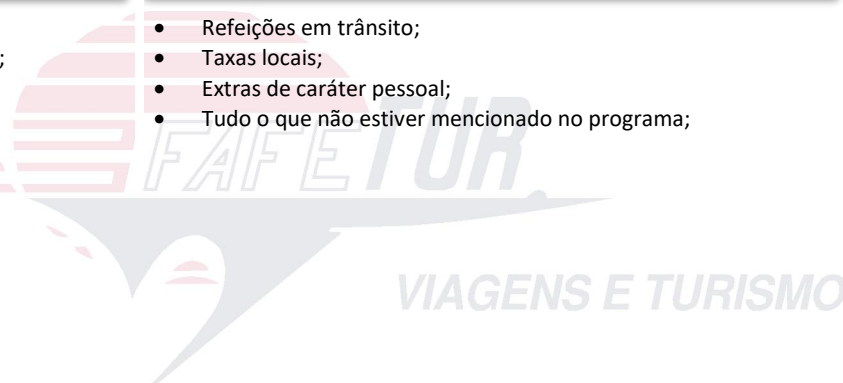 Refeições em trânsito;
;
Taxas locais;
Extras de caráter pessoal;
Tudo o que não estiver mencionado no programa;
FAFETUR
VIAGENS E TURISMO